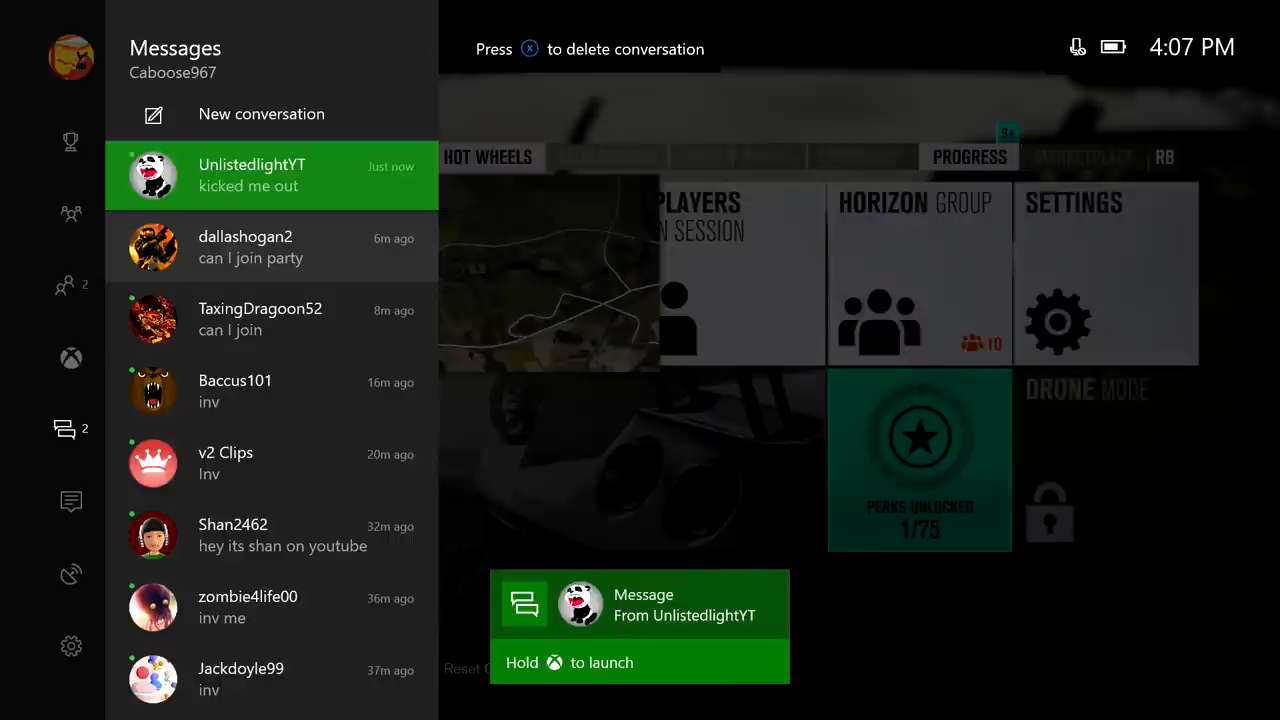 Messages
Caboose967
New conversation
UnlistedlightYT
Just now
kicked me out
dallashogan2
6m ago
can I join party
TaxingDragoon52
8m ago
can I join
Baccus101
16m ago
inv
v2 Clips
20m ago
Inv
Shan2462
32m ago
hey its shan on youtube
zombie4life00
36m ago
inv me
Jackdoyle99
37m ago
inv
2
2
Press X to delete conversation
4:07 PM
9+
HOT WHEELS
PROGRESS
MARKETPLACE
RB
PLAYERS
N SESSION
HORIZON GROUP
10
SETTINGS
PERKS UNLOCKED
1/75
DRONE MODE
Message
From UnlistedlightYT
Hold to launch
Reset